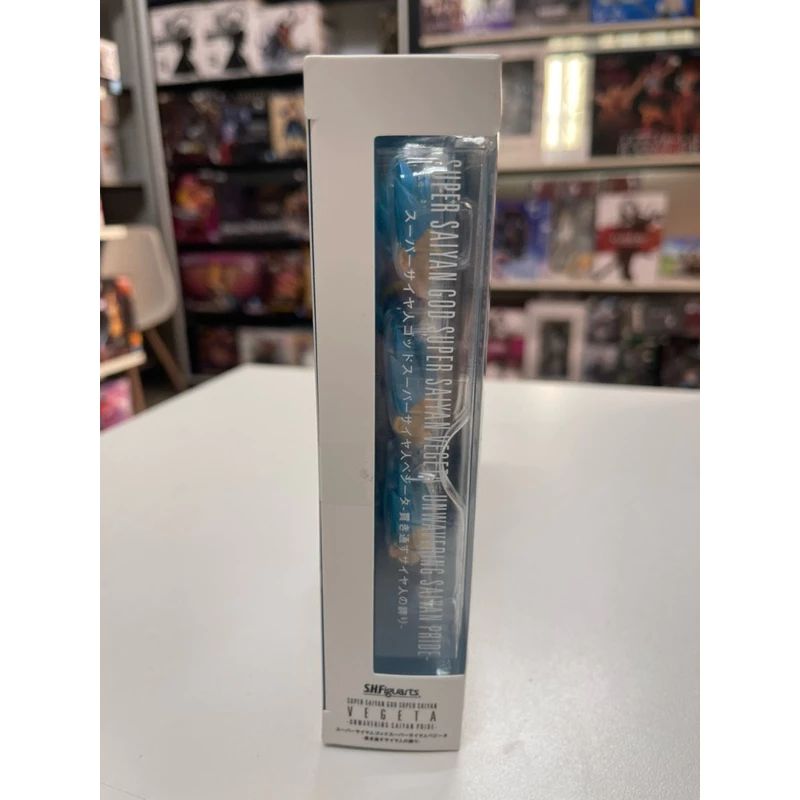 SUPER SAIYAN GOD SUPER SAIYAN VEGETA -UNWAVERING SAIYAN PRIDE-
スーパーサイヤ人ゴッドスーパーサイヤ人ベジータ-貫き通すサイヤ人の誇り-
S.H.Figuarts
SUPER SAIYAN GOD SUPER SAIYAN
VEGETA
-UNWAVERING SAIYAN PRIDE-
スーパーサイヤ人ゴッドスーパーサイヤ人ベジータ
-貫き通すサイヤ人の誇り-